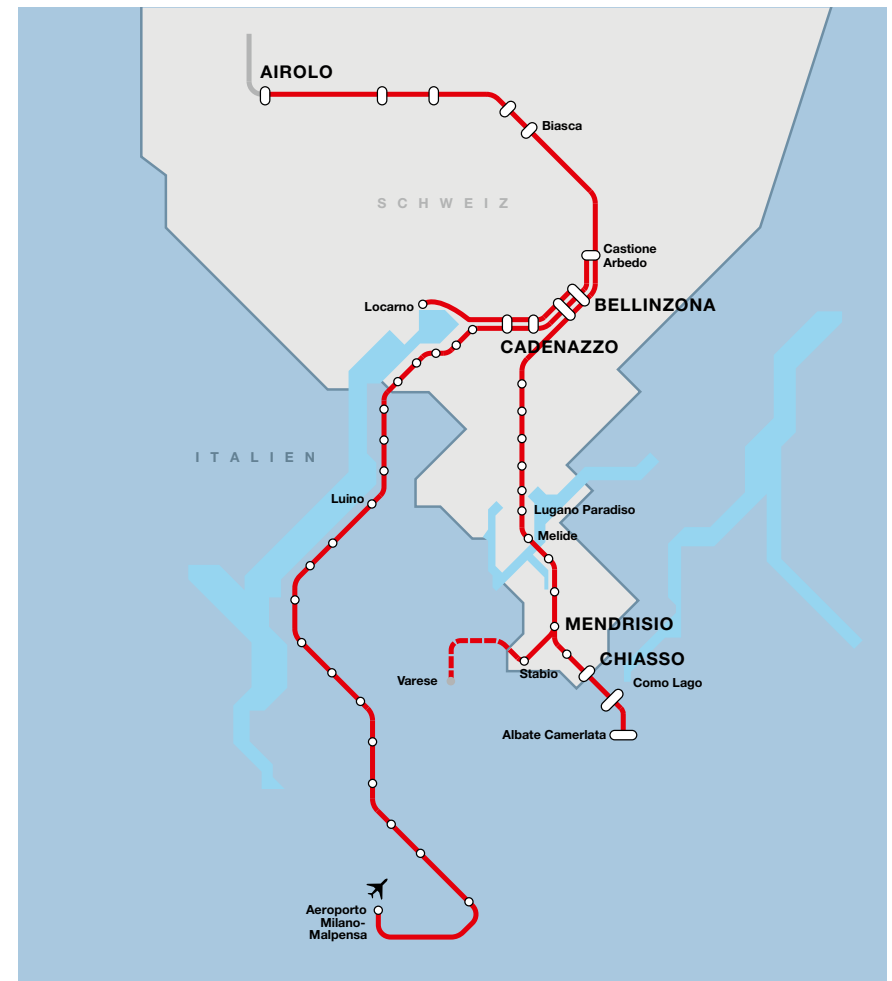 AIROLO
Biasca
SCHWEIZ
Castione
Arbedo
Locarno
BELLINZONA
CADENAZZO
ITALIEN
Luino
Lugano Paradiso
Melide
MENDRISIO
CHIASSO
Stabio
Varese
Como Lago
Albate Camerlata
Aeroporto
Milano-
Malpensa